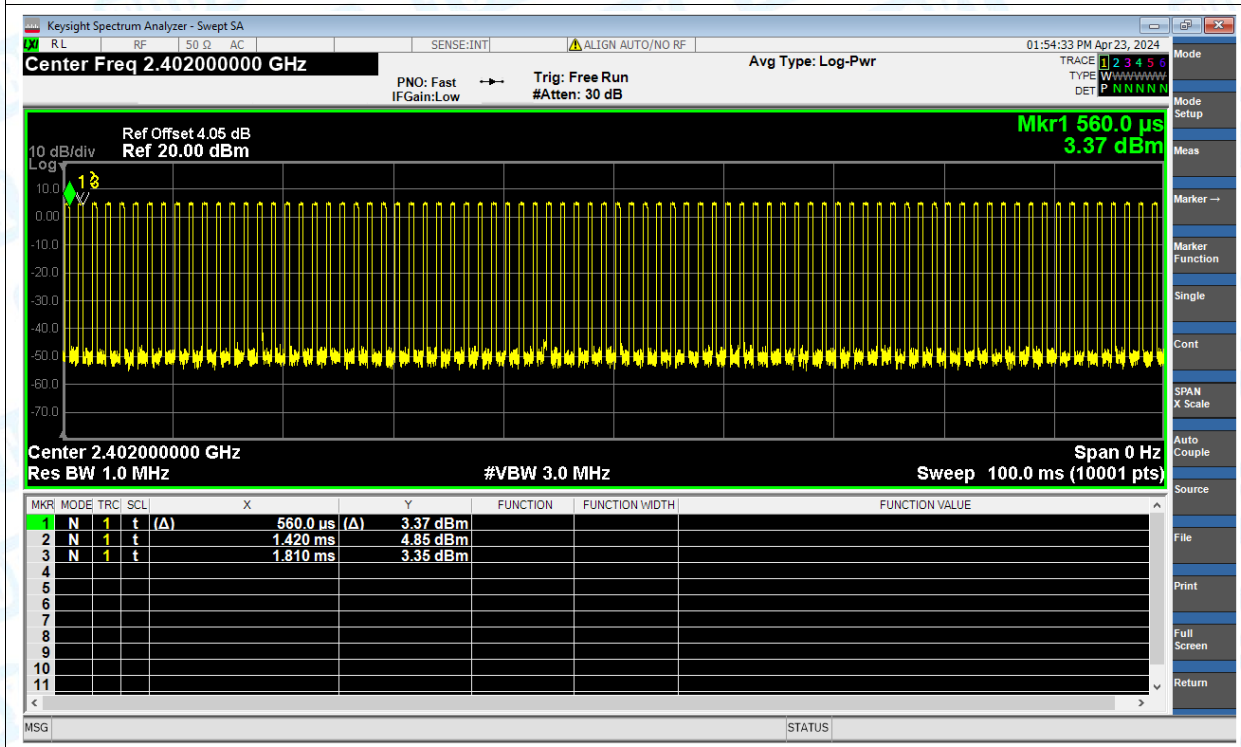 Keysight Spectrum Analyzer - Swept SA
LXI RL RF 50 Ω AC SENSE:INT ALIGN AUTO/NO RF 01:54:33 PM Apr 23, 2024
Center Freq 2.402000000 GHz
PNO: Fast
IFGain:Low
Trig: Free Run
#Atten: 30 dB
Avg Type: Log-Pwr
TRACE 1 2 3 4 5 6
TYPE WWWWWW
DET P N N N N N
Ref Offset 4.05 dB
10 dB/div Ref 20.00 dBm
Log
Mkr1 560.0 µs
3.37 dBm
10.0
0.00
-10.0
-20.0
-30.0
-40.0
-50.0
-60.0
-70.0
1
Center 2.402000000 GHz Span 0 Hz
Res BW 1.0 MHz #VBW 3.0 MHz Sweep 100.0 ms (10001 pts)
MKR MODE TRC SCL X Y FUNCTION FUNCTION WIDTH FUNCTION VALUE
1 N 1 t (Δ) 560.0 µs (Δ) 3.37 dBm
2 N 1 t 1.420 ms 4.85 dBm
3 N 1 t 1.810 ms 3.35 dBm
4
5
6
7
8
9
10
11
MSG STATUS
Mode
Mode
Setup
Meas
Marker →
Marker
Function
Single
Cont
SPAN
X Scale
Auto
Couple
Source
File
Print
Full
Screen
Return